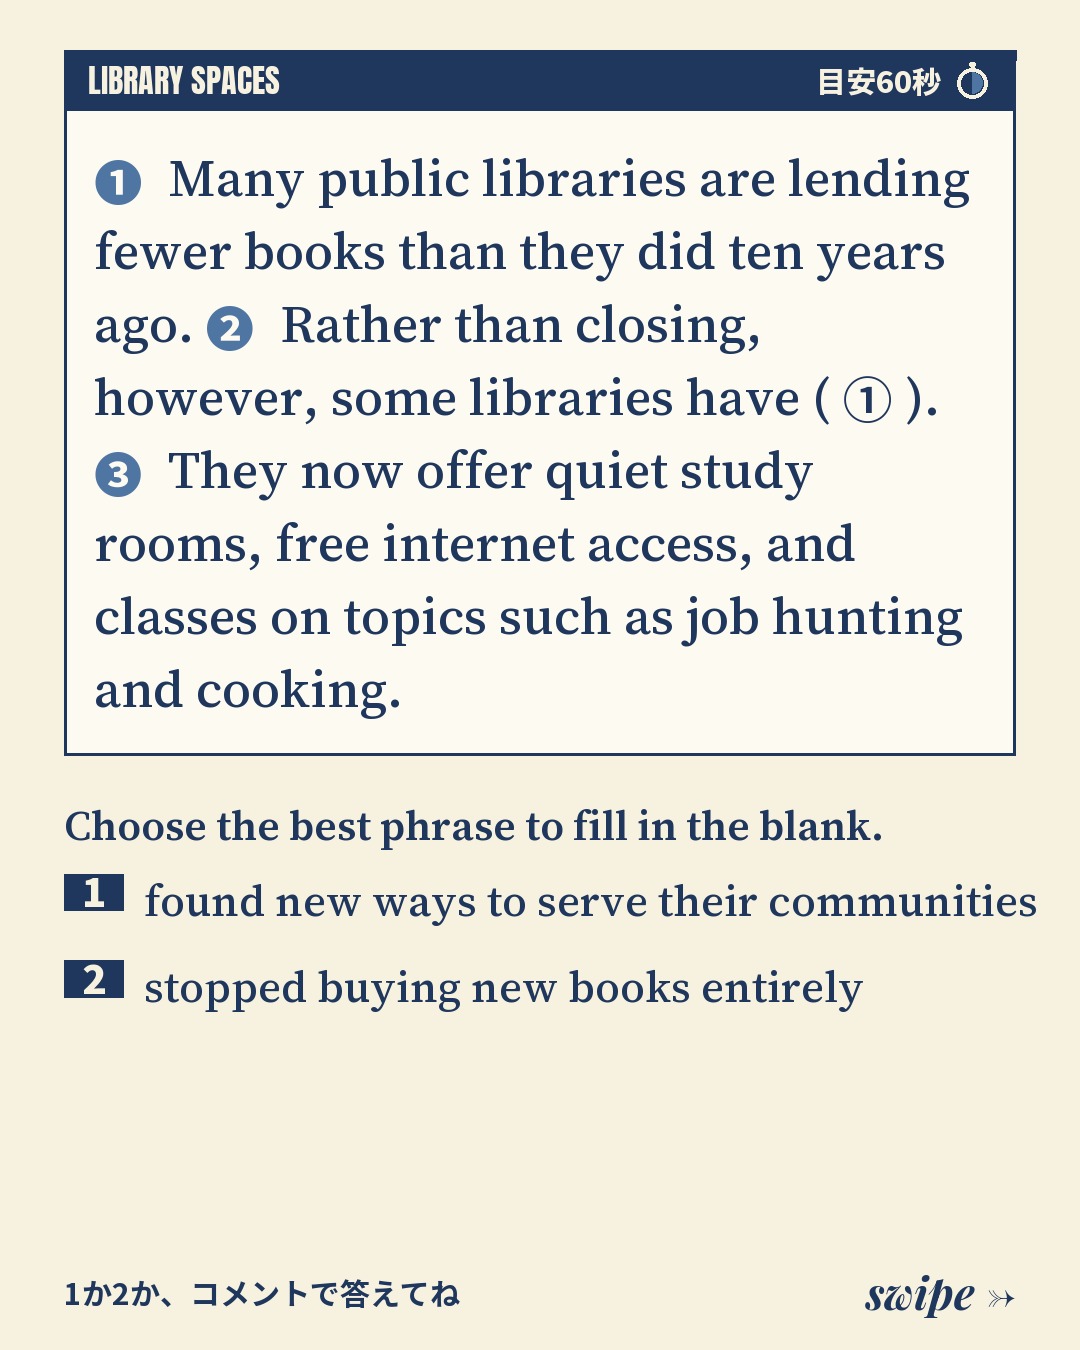 LIBRARY SPACES 目安60秒
❶ Many public libraries are lending
fewer books than they did ten years
ago. ❷ Rather than closing,
however, some libraries have ( ① ).
❸ They now offer quiet study
rooms, free internet access, and
classes on topics such as job hunting
and cooking.
Choose the best phrase to fill in the blank.
1 found new ways to serve their communities
2 stopped buying new books entirely
1か2か、コメントで答えてね swipe